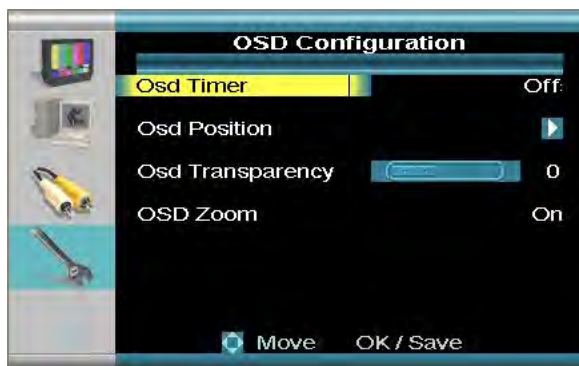 OSD Configuration
Osd Timer Off
Osd Position
Osd Transparency 0
OSD Zoom On
Move OK / Save